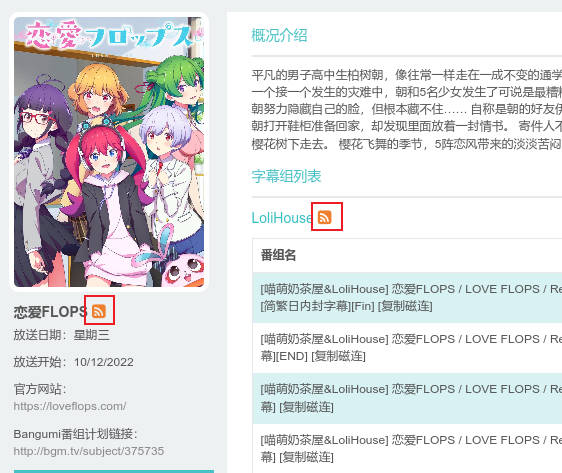 恋愛フロップス
恋爱FLOPS
放送日期：星期三
放送开始：10/12/2022
官方网站：
https://loveflops.com/
Bangumi番组计划链接：
http://bgm.tv/subject/375735
概况介绍
平凡的男子高中生柏树朝，像往常一样走在一成不变的通学
一个接一个发生的灾难中，朝和5名少女发生了可说是最糟糕
朝努力隐藏自己的脸，但根本藏不住…… 自称是朝的好友伊
朝打开鞋柜准备回家，却发现里面放着一封情书。 寄件人不
樱花树下走去。 樱花飞舞的季节，5阵恋风带来的淡淡苦闷
字幕组列表
LoliHouse
番组名
[喵萌奶茶屋&LoliHouse] 恋爱FLOPS / LOVE FLOPS / Re
[简繁日内封字幕][Fin] [复制磁连]
[喵萌奶茶屋&LoliHouse] 恋爱FLOPS / LOVE FLOPS / Re
幕][END] [复制磁连]
[喵萌奶茶屋&LoliHouse] 恋爱FLOPS / LOVE FLOPS / Re
幕] [复制磁连]
[喵萌奶茶屋&LoliHouse] 恋爱FLOPS / LOVE FLOPS / Re
幕] [复制磁连]